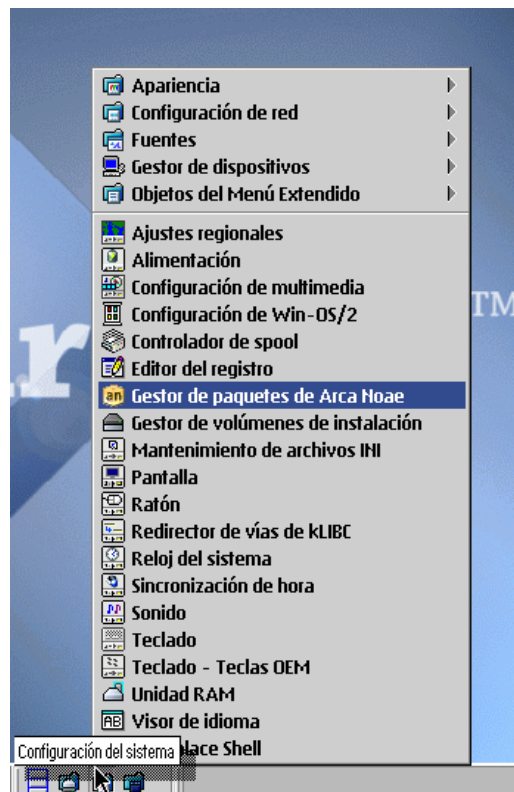 Apariencia
Configuración de red
Fuentes
Gestor de dispositivos
Objetos del Menú Extendido
Ajustes regionales
Alimentación
Configuración de multimedia
TM
Configuración de Win-OS/2
Controlador de spool
Editor del registro
an Gestor de paquetes de Arca Noae
Gestor de volúmenes de instalación
Mantenimiento de archivos INI
Pantalla
Ratón
Redirector de vías de kLIBC
Reloj del sistema
Sincronización de hora
Sonido
Teclado
Teclado - Teclas OEM
Unidad RAM
AB Visor de idioma
Configuración del sistema
Shell